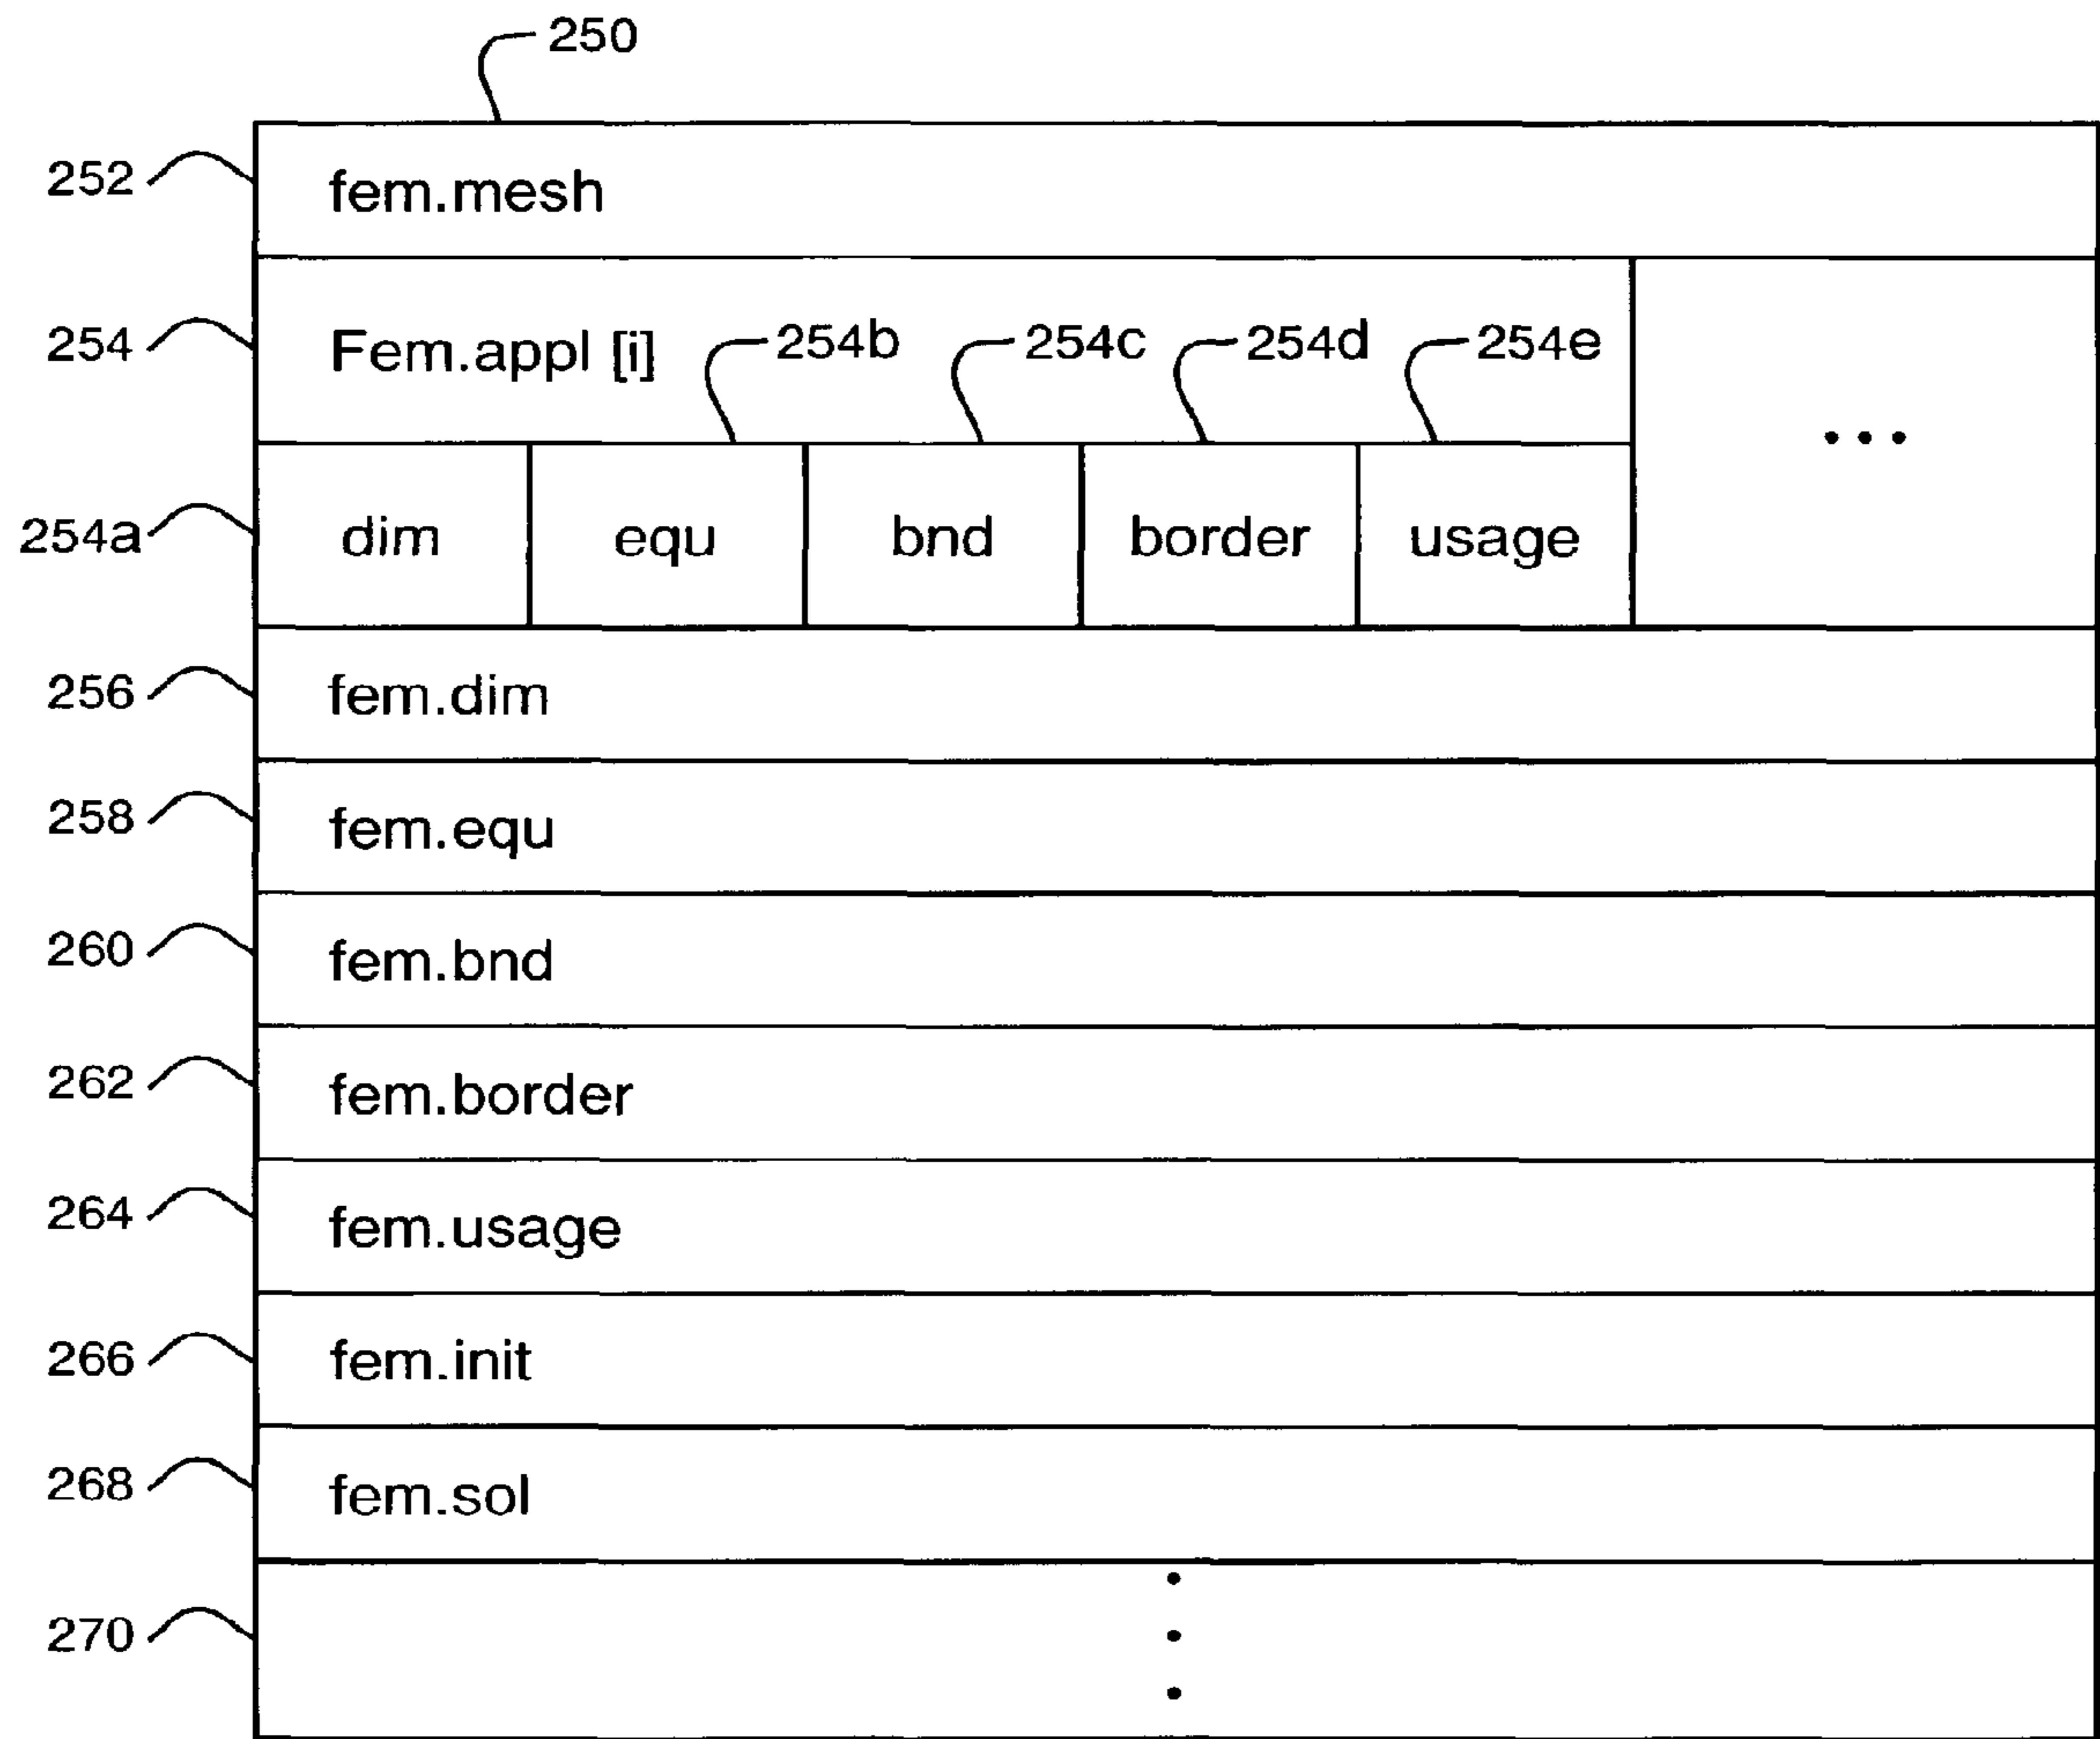 250
252 fem.mesh
254 Fem.appl [i] 254b 254c 254d 254e
...
254a dim equ bnd border usage
256 fem.dim
258 fem.equ
260 fem.bnd
262 fem.border
264 fem.usage
266 fem.init
268 fem.sol
270